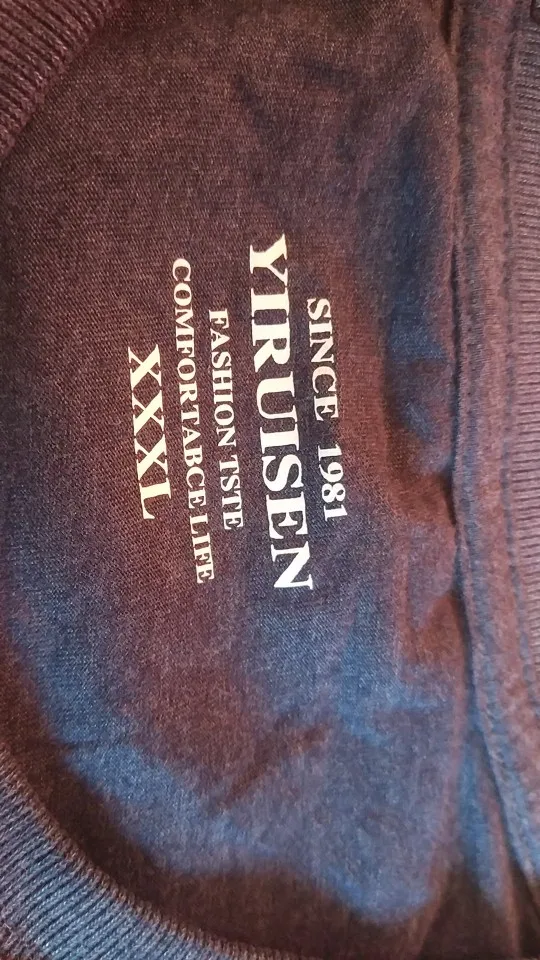 SINCE 1981
YIRUISEN
FASHION TSTE
COMFORTABCE LIFE
XXXL